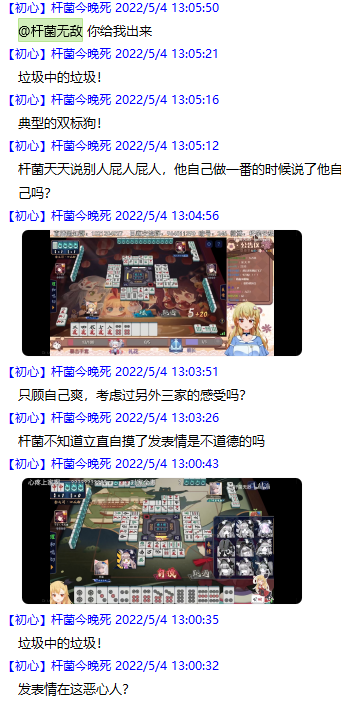 【初心】杆菌今晚死 2022/5/4 13:05:50
@杆菌无敌 你给我出来
【初心】杆菌今晚死 2022/5/4 13:05:21
垃圾中的垃圾！
【初心】杆菌今晚死 2022/5/4 13:05:16
典型的双标狗！
【初心】杆菌今晚死 2022/5/4 13:05:12
杆菌天天说别人屁人屁人，他自己做一番的时候说了他自
己吗？
【初心】杆菌今晚死 2022/5/4 13:04:56
5+20
【初心】杆菌今晚死 2022/5/4 13:03:51
只顾自己爽，考虑过另外三家的感受吗？
【初心】杆菌今晚死 2022/5/4 13:03:26
杆菌不知道立直自摸了发表情是不道德的吗
【初心】杆菌今晚死 2022/5/4 13:00:43
【初心】杆菌今晚死 2022/5/4 13:00:35
垃圾中的垃圾！
【初心】杆菌今晚死 2022/5/4 13:00:32
发表情在这恶心人？